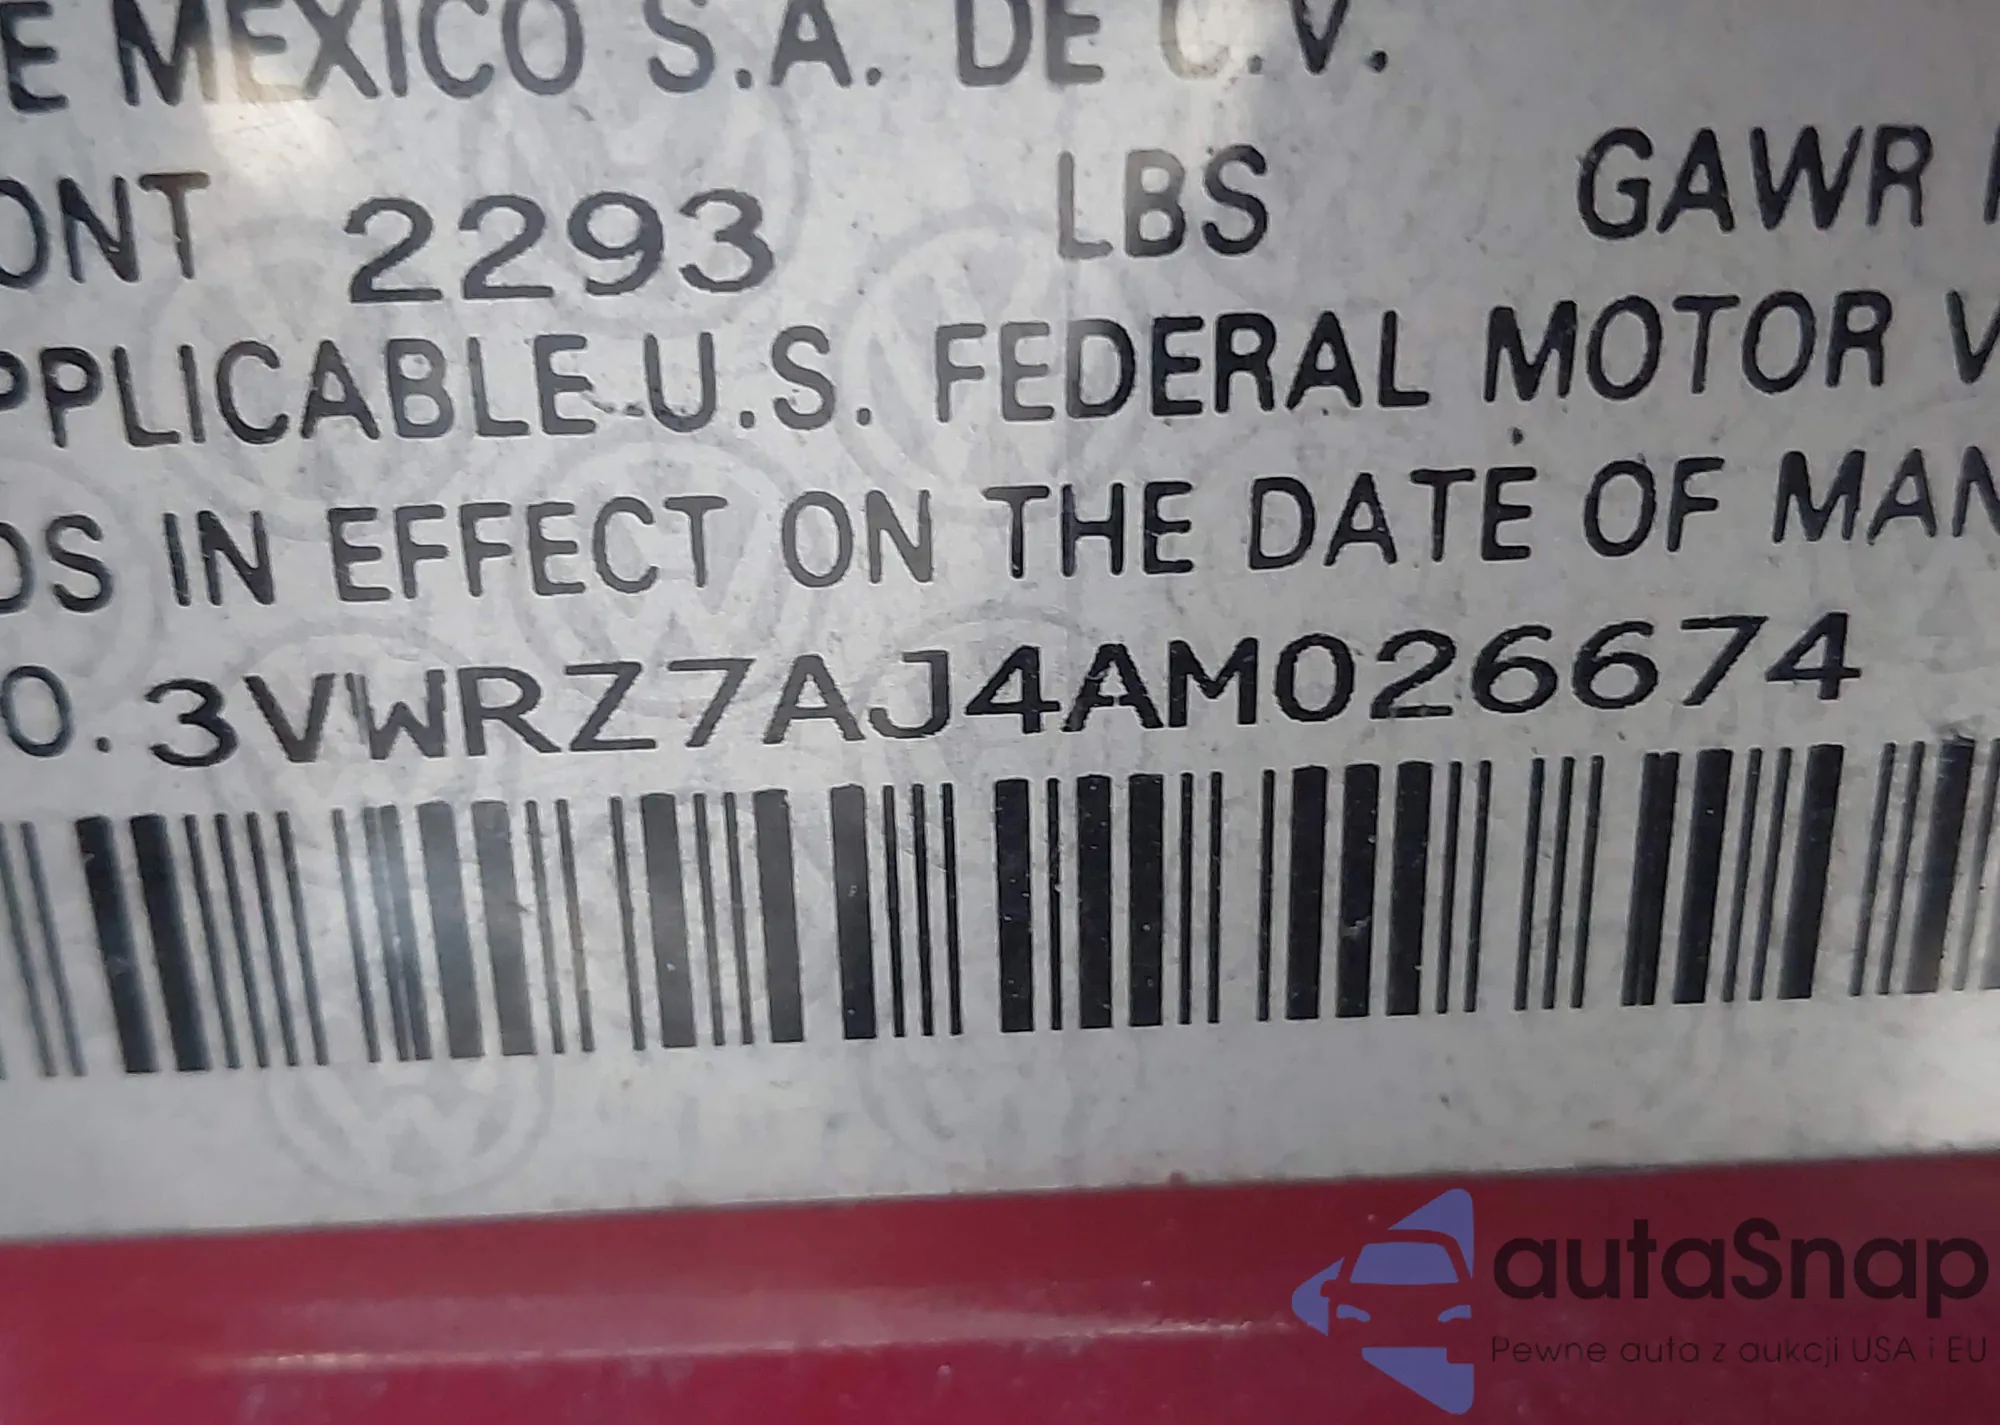 E MEXICO S.A. DE C.V.
ONT 2293 LBS GAWR
PPLICABLE U.S. FEDERAL MOTOR V
DS IN EFFECT ON THE DATE OF MAN
O. 3VWRZ7AJ4AM026674
autaSnap
Pewne auta z aukcji USA i EU